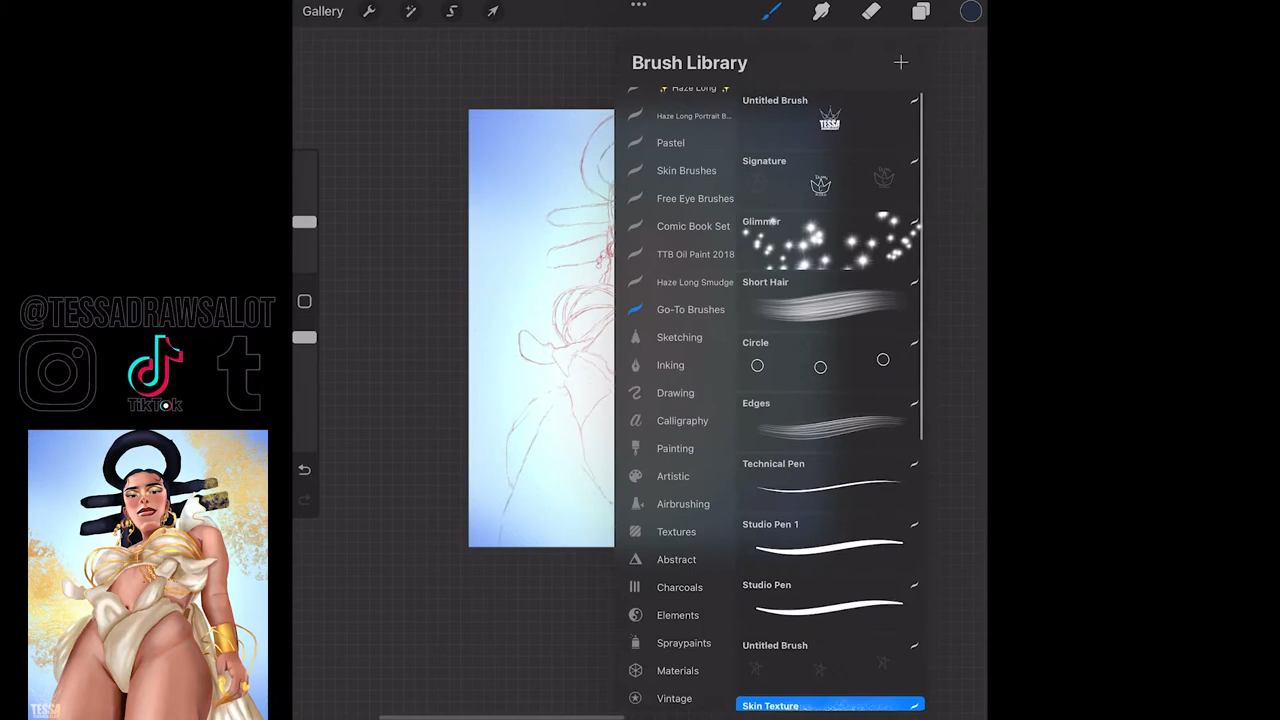 Gallery
Brush Library
✨ Haze Long ✨
Haze Long Portrait B...
Pastel
Skin Brushes
Free Eye Brushes
Comic Book Set
TTB Oil Paint 2018
Haze Long Smudge
Go-To Brushes
Sketching
Inking
Drawing
Calligraphy
Painting
Artistic
Airbrushing
Textures
Abstract
Charcoals
Elements
Spraypaints
Materials
Vintage
Untitled Brush
TESSA
Signature
Glimmer
Short Hair
Circle
Edges
Technical Pen
Studio Pen 1
Studio Pen
Untitled Brush
Skin Texture
@TESSADRAWSALOT
TikTok
TESSA